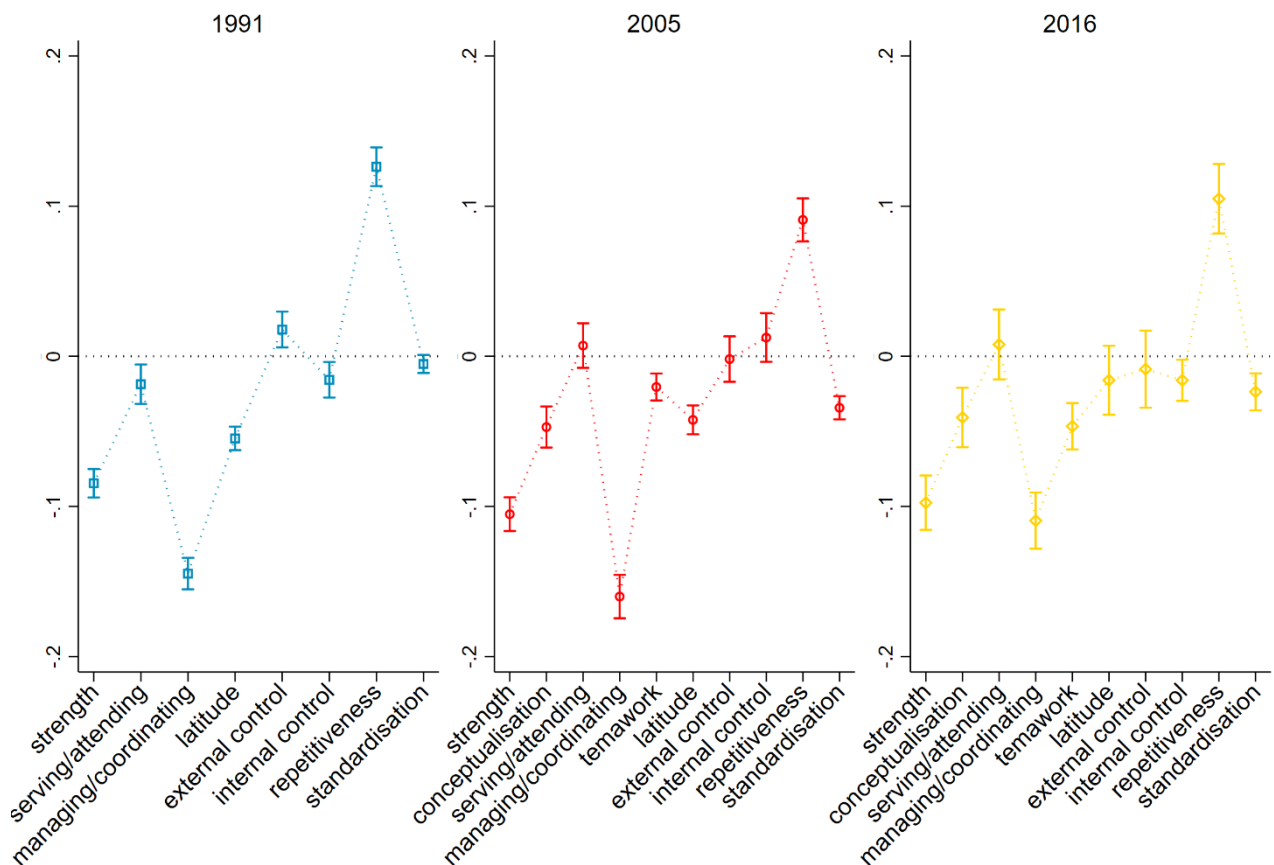 1991
.2
.1
0
-.1
-.2
strength
serving/attending
managing/coordinating
latitude
external control
internal control
repetitiveness
standardisation
2005
.2
.1
0
-.1
-.2
strength
conceptualisation
serving/attending
managing/coordinating
temawork
latitude
external control
internal control
repetitiveness
standardisation
2016
.2
.1
0
-.1
-.2
strength
conceptualisation
serving/attending
managing/coordinating
temawork
latitude
external control
internal control
repetitiveness
standardisation